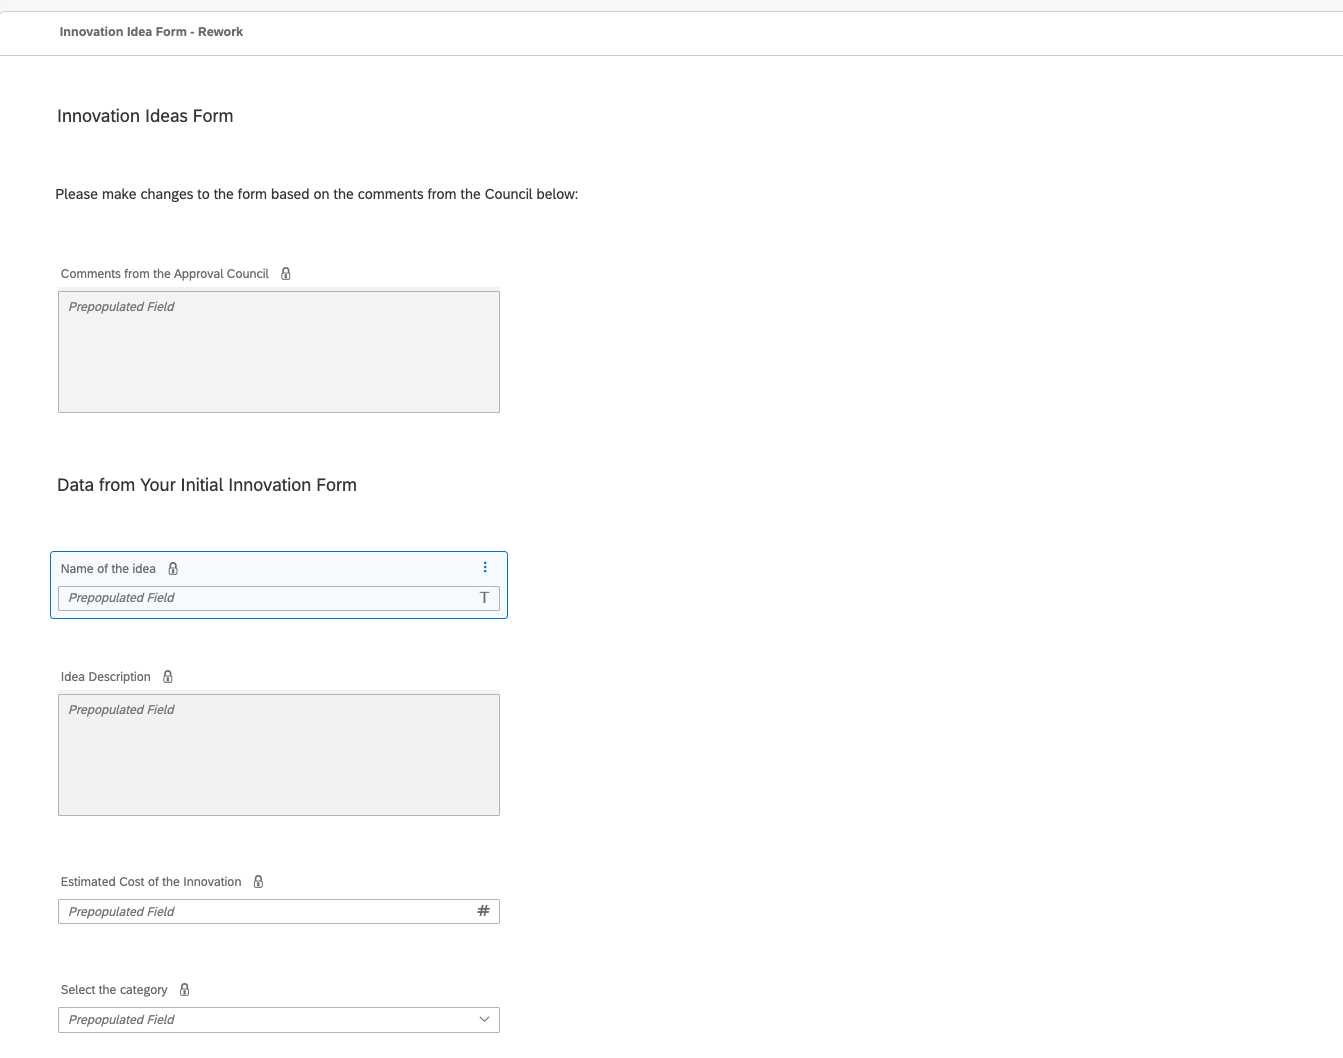 Innovation Idea Form - Rework
Innovation Ideas Form
Please make changes to the form based on the comments from the Council below:
Comments from the Approval Council
Prepopulated Field
Data from Your Initial Innovation Form
Name of the idea
Prepopulated Field T
Idea Description
Prepopulated Field
Estimated Cost of the Innovation
Prepopulated Field #
Select the category
Prepopulated Field